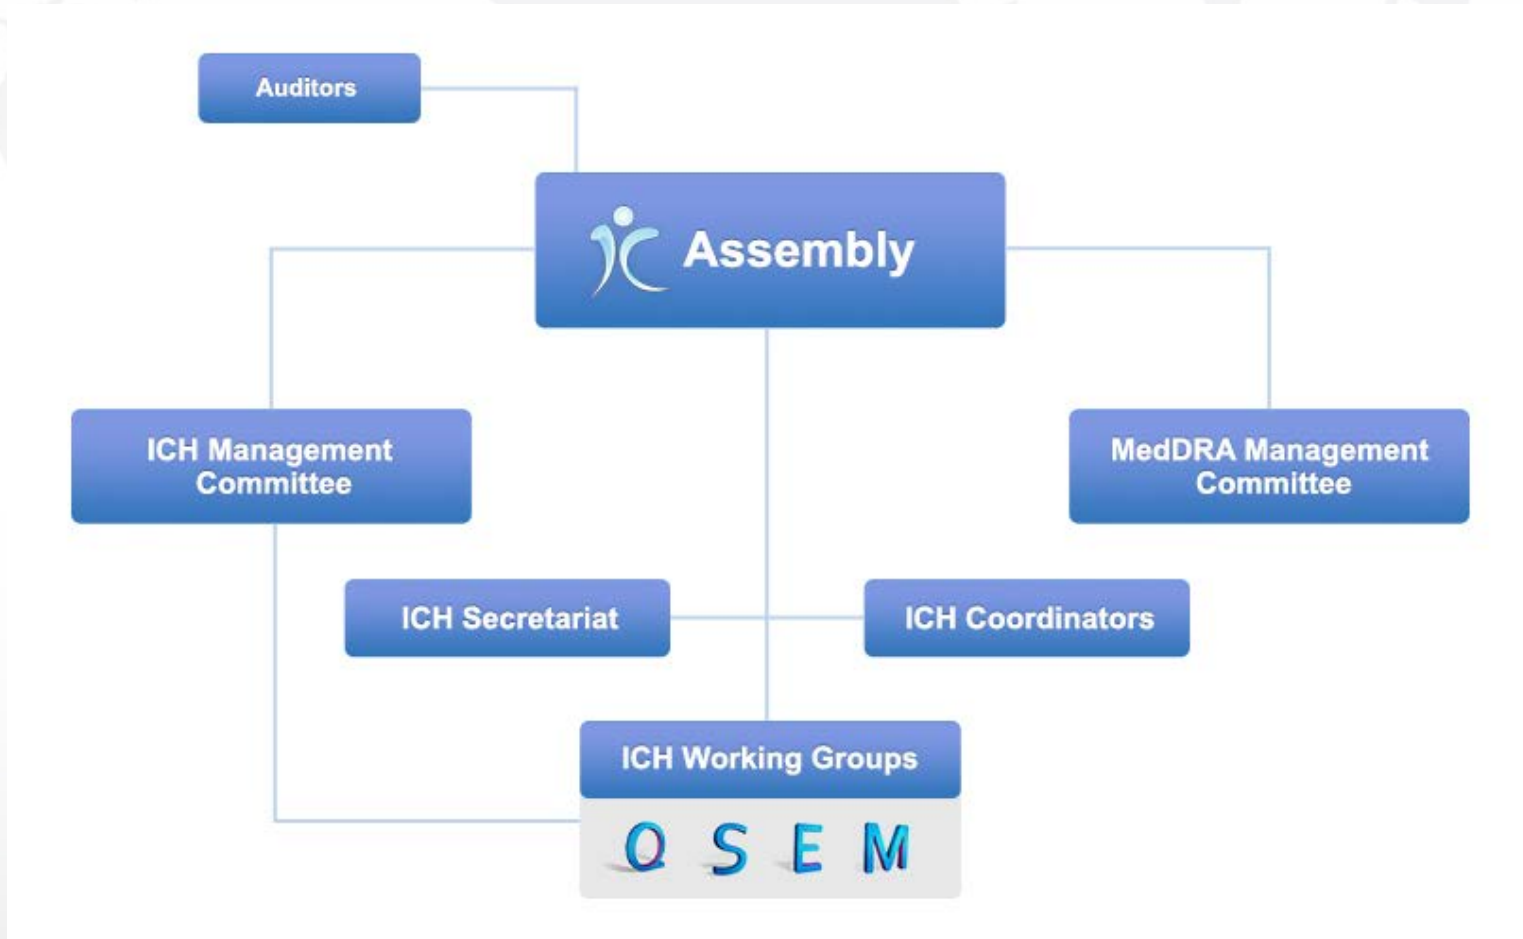 Auditors
Assembly
ICH Management
Committee
MedDRA Management
Committee
ICH Secretariat
ICH Coordinators
ICH Working Groups
Q S E M